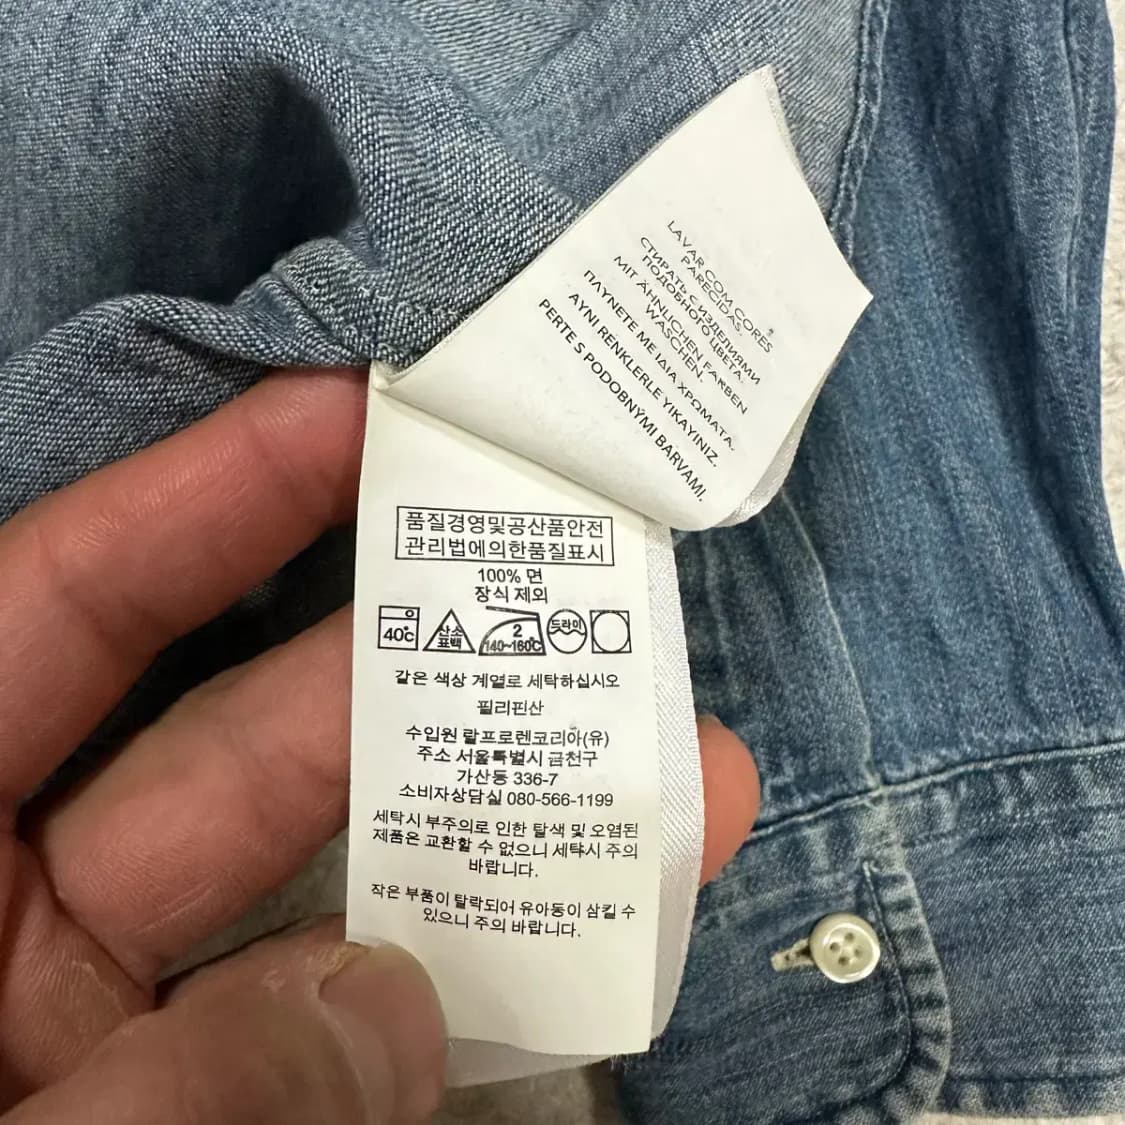 LAVAR COM CORES
PARECIDAS.
СТИРАТЬ С ИЗДЕЛИЯМИ
ПОДОБНОГО ЦВЕТА.
MIT ÄHNLICHEN FARBEN
WASCHEN.
ΠΛΥΝΕΤΕ ΜΕ ΙΔΙΑ ΧΡΩΜΑΤΑ.
AYNI RENKLERLE YIKAYINIZ.
PERTE S PODOBNÝMI BARVAMI.
품질경영및공산품안전
관리법에의한품질표시
100% 면
장식 제외
40℃
산소
표백
2
140~160℃
드라이
같은 색상 계열로 세탁하십시오
필리핀산
수입원 랄프로렌코리아(유)
주소 서울특별시 금천구
가산동 336-7
소비자상담실 080-566-1199
세탁시 부주의로 인한 탈색 및 오염된
제품은 교환할 수 없으니 세탁시 주의
바랍니다.
작은 부품이 탈락되어 유아동이 삼킬 수
있으니 주의 바랍니다.